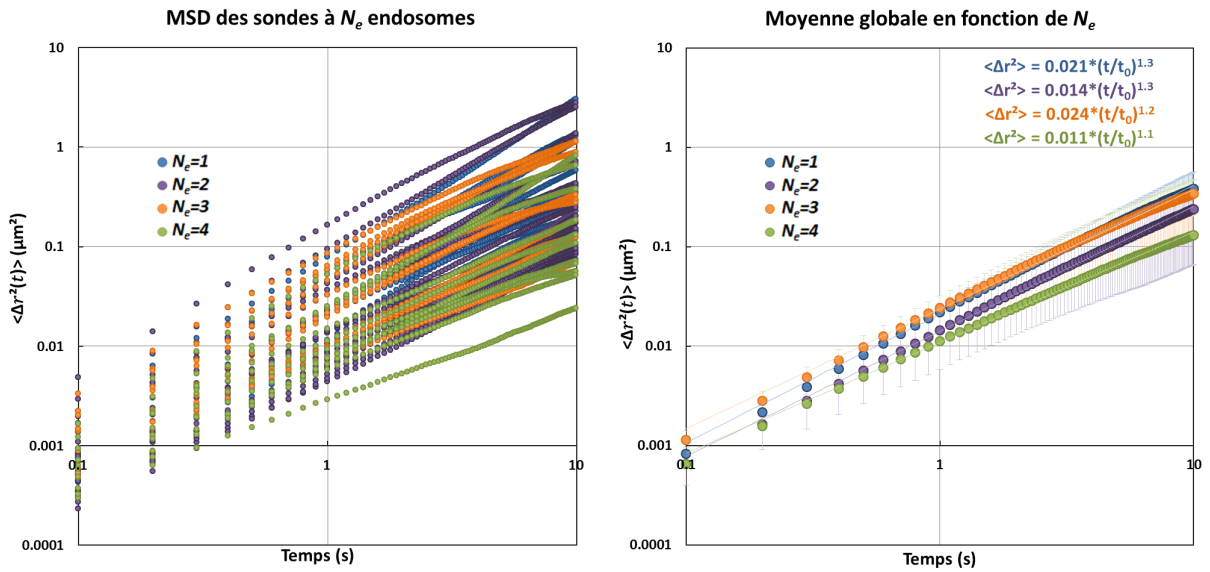 MSD des sondes à Nₑ endosomes
10
1
0.1
0.01
0.001
0.0001
0.1
1
10
<Δr²(t)> (µm²)
Temps (s)
Nₑ=1
Nₑ=2
Nₑ=3
Nₑ=4
Moyenne globale en fonction de Nₑ
<Δr²> = 0.021*(t/t₀)¹·³
<Δr²> = 0.014*(t/t₀)¹·³
<Δr²> = 0.024*(t/t₀)¹·²
<Δr²> = 0.011*(t/t₀)¹·¹
10
1
0.1
0.01
0.001
0.0001
0.1
1
10
<Δr²(t)> (µm²)
Temps (s)
Nₑ=1
Nₑ=2
Nₑ=3
Nₑ=4